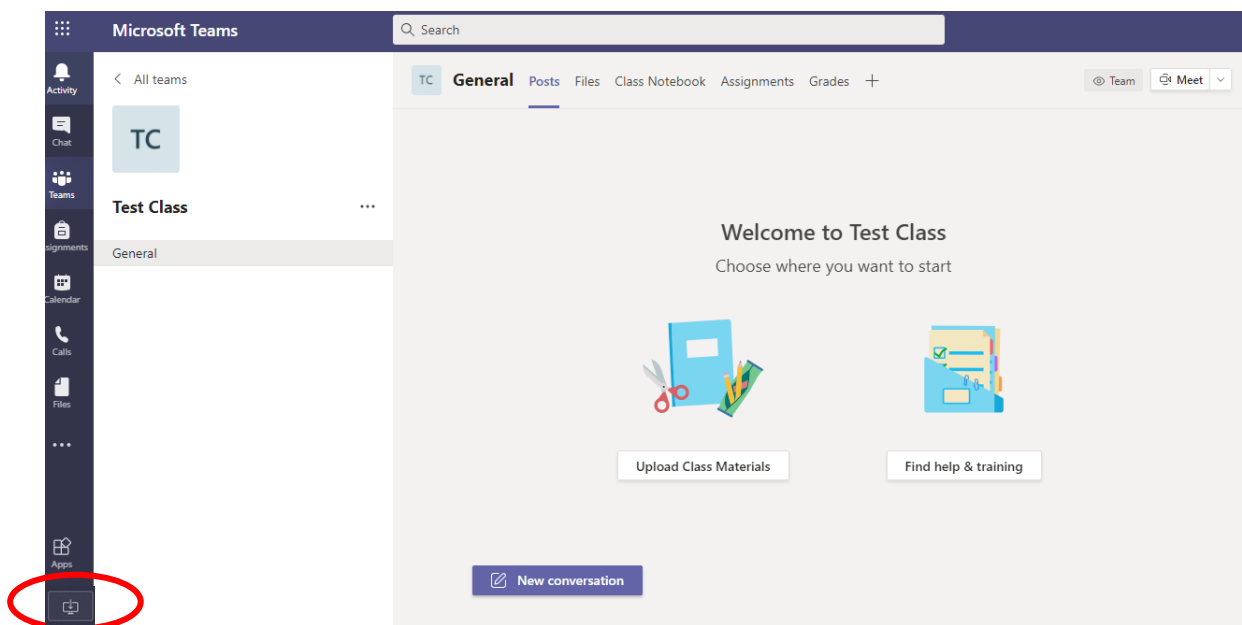 Microsoft Teams
Search
Activity
Chat
Teams
signments
Calendar
Calls
Files
Apps
All teams
TC
Test Class
General
TC General Posts Files Class Notebook Assignments Grades
Team Meet
Welcome to Test Class
Choose where you want to start
Upload Class Materials
Find help & training
New conversation